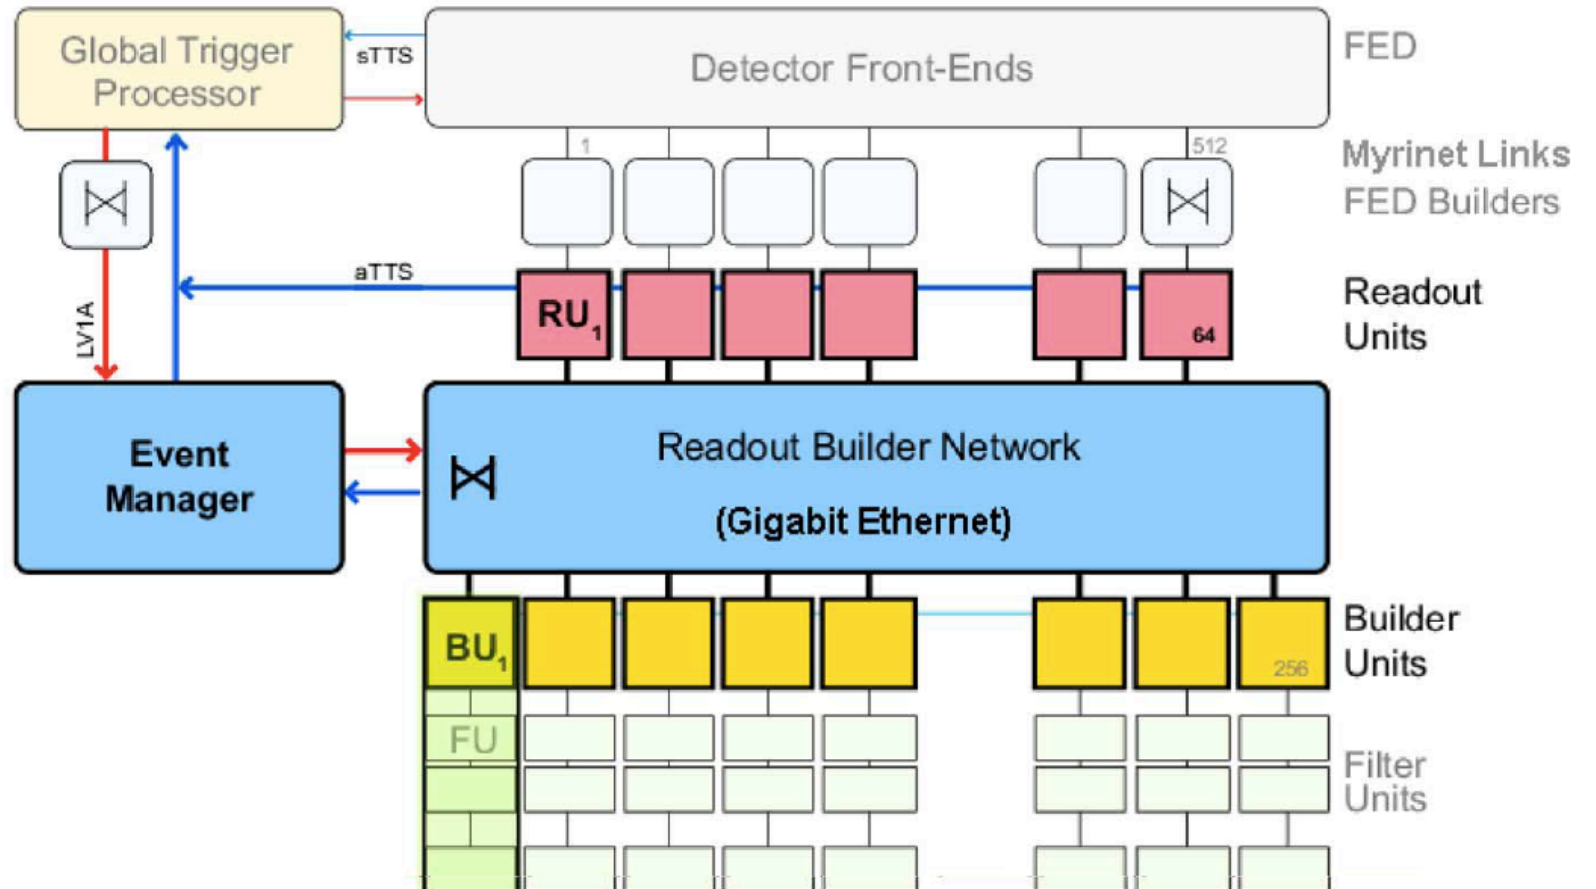 Global Trigger
Processor
sTTS
Detector Front-Ends
FED
1
512
Myrinet Links
FED Builders
aTTS
LV1A
RU1
64
Readout
Units
Event
Manager
Readout Builder Network
(Gigabit Ethernet)
BU1
256
Builder
Units
FU
Filter
Units